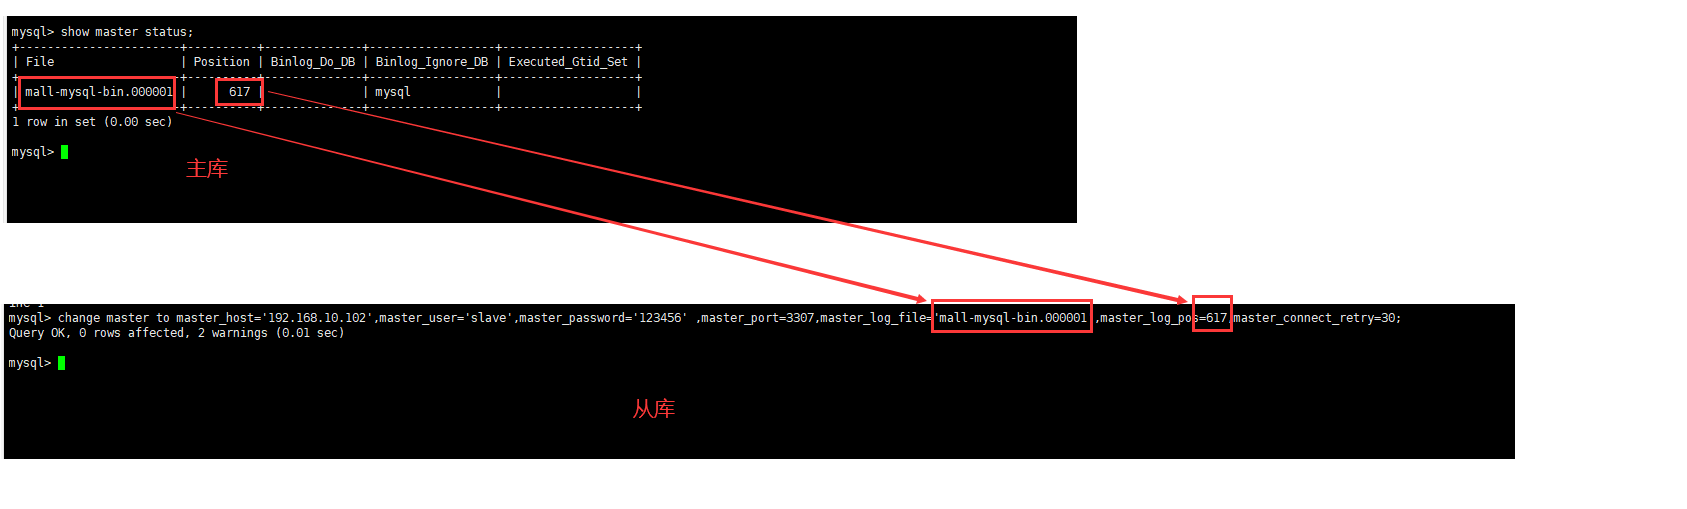 mysql> show master status;
+------------------------+----------+--------------+------------------+-------------------+
| File | Position | Binlog_Do_DB | Binlog_Ignore_DB | Executed_Gtid_Set |
+------------------------+----------+--------------+------------------+-------------------+
| mall-mysql-bin.000001 | 617 | | mysql | |
+------------------------+----------+--------------+------------------+-------------------+
1 row in set (0.00 sec)
mysql>
主库
mysql> change master to master_host='192.168.10.102',master_user='slave',master_password='123456' ,master_port=3307,master_log_file='mall-mysql-bin.000001',master_log_pos=617,master_connect_retry=30;
Query OK, 0 rows affected, 2 warnings (0.01 sec)
mysql>
从库